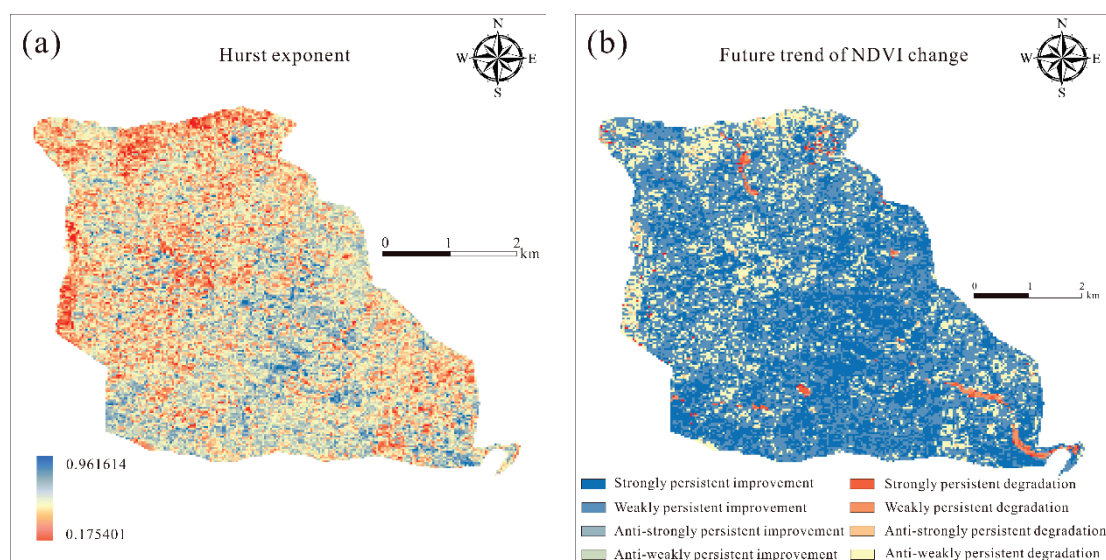 (a)
Hurst exponent
N
W
E
S
0 1 2
km
0.961614
0.175401
(b)
Future trend of NDVI change
N
W
E
S
0 1 2
km
Strongly persistent improvement
Weakly persistent improvement
Anti-strongly persistent improvement
Anti-weakly persistent improvement
Strongly persistent degradation
Weakly persistent degradation
Anti-strongly persistent degradation
Anti-weakly persistent degradation